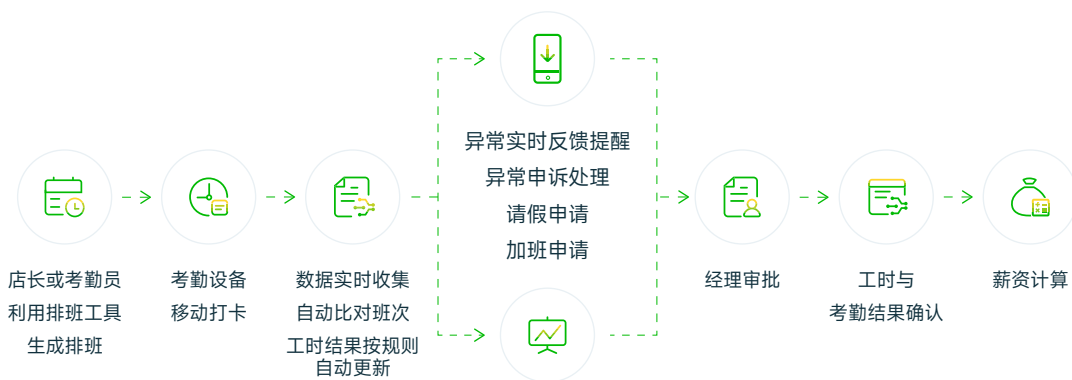 店长或考勤员
利用排班工具
生成排班
考勤设备
移动打卡
数据实时收集
自动比对班次
工时结果按规则
自动更新
异常实时反馈提醒
异常申诉处理
请假申请
加班申请
经理审批
工时与
考勤结果确认
薪资计算